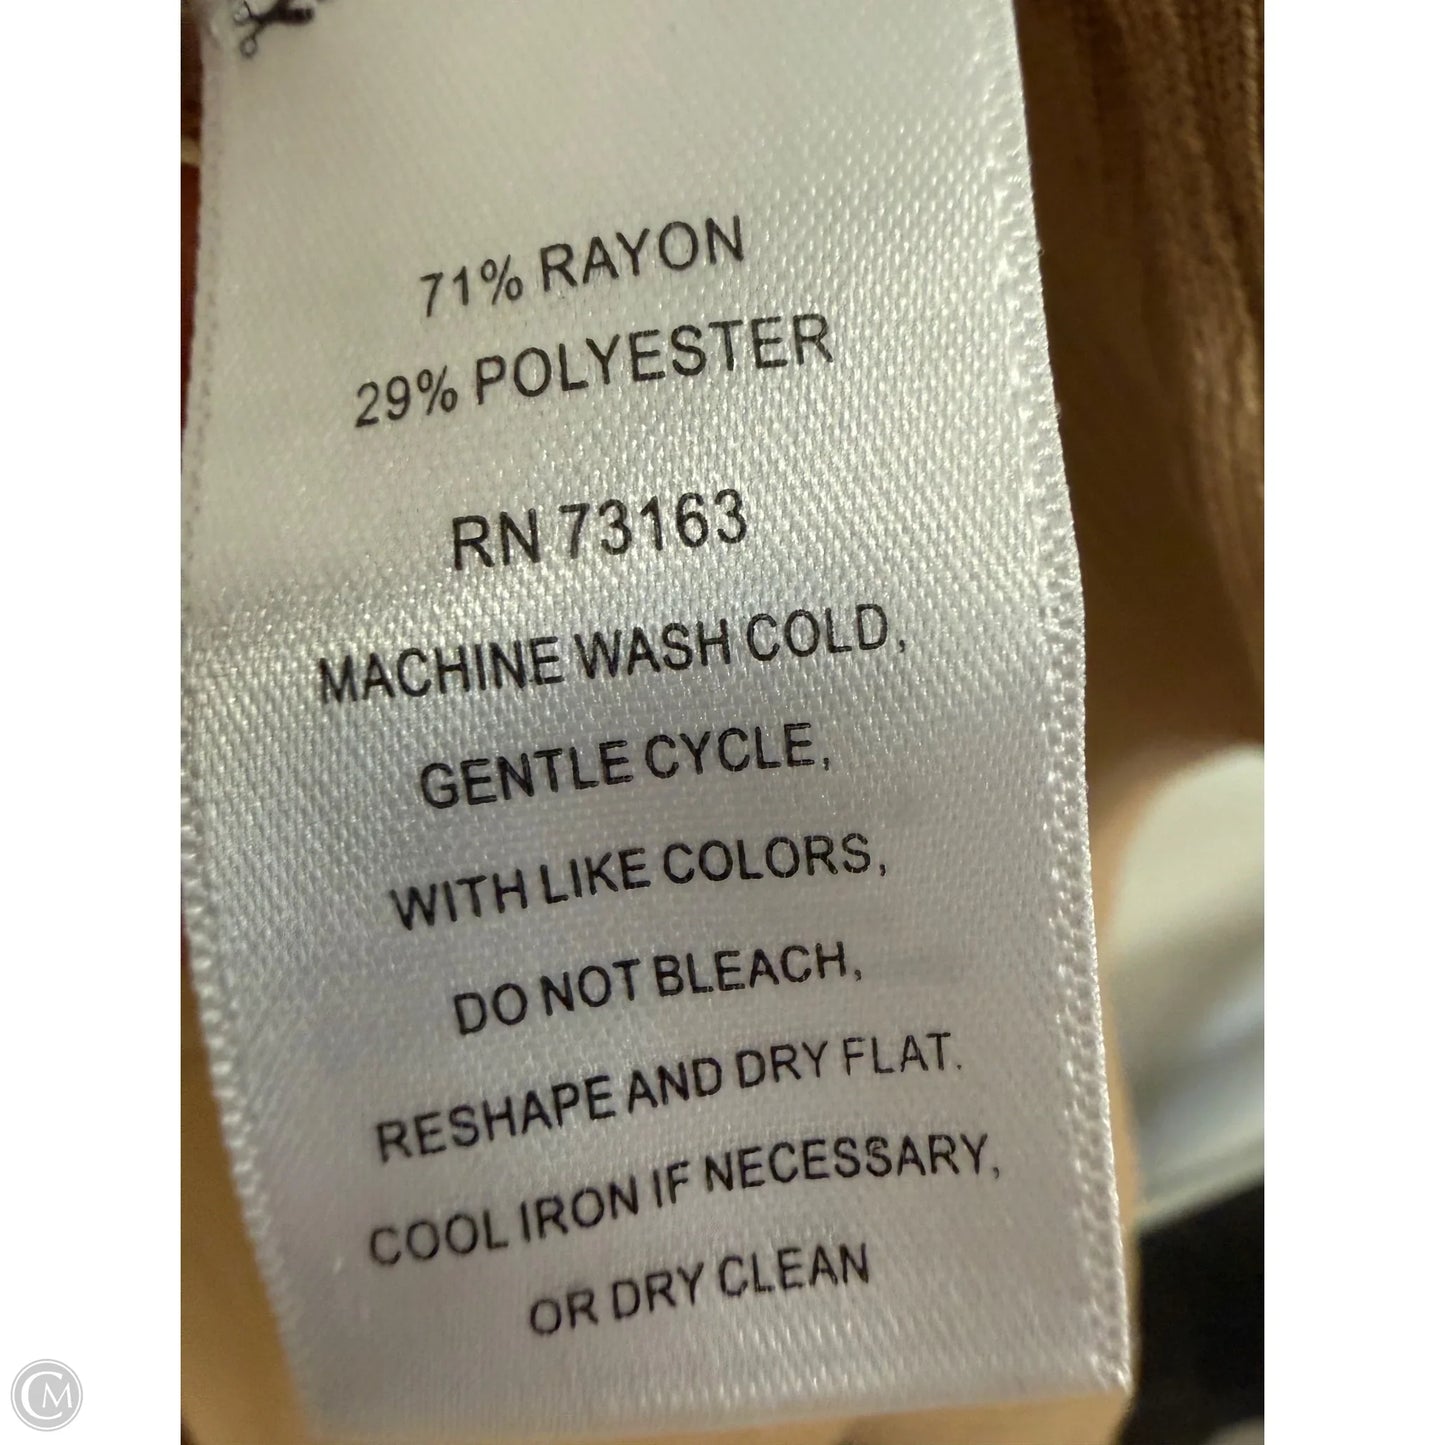 71% RAYON
29% POLYESTER
RN 73163
MACHINE WASH COLD,
GENTLE CYCLE,
WITH LIKE COLORS,
DO NOT BLEACH,
RESHAPE AND DRY FLAT.
COOL IRON IF NECESSARY,
OR DRY CLEAN
CM